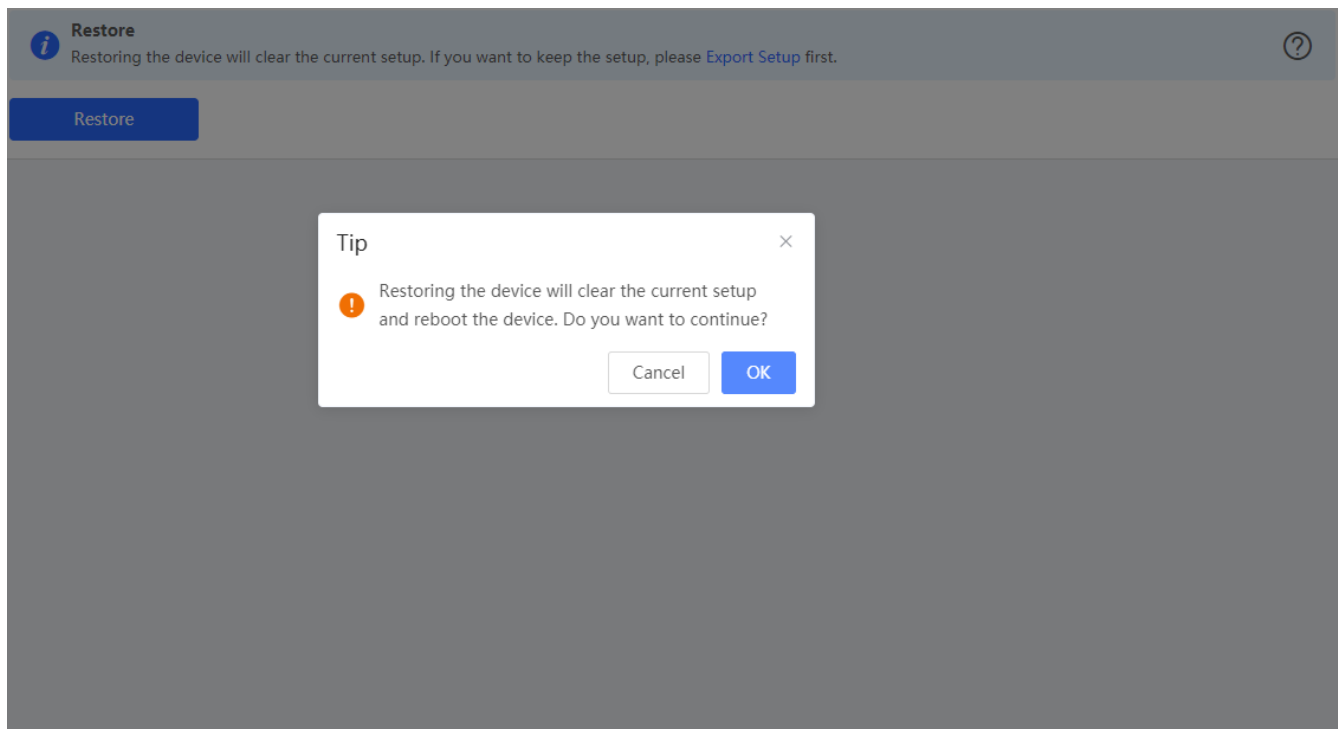 Restore
Restoring the device will clear the current setup. If you want to keep the setup, please Export Setup first.
Restore
Tip
Restoring the device will clear the current setup
and reboot the device. Do you want to continue?
Cancel
OK